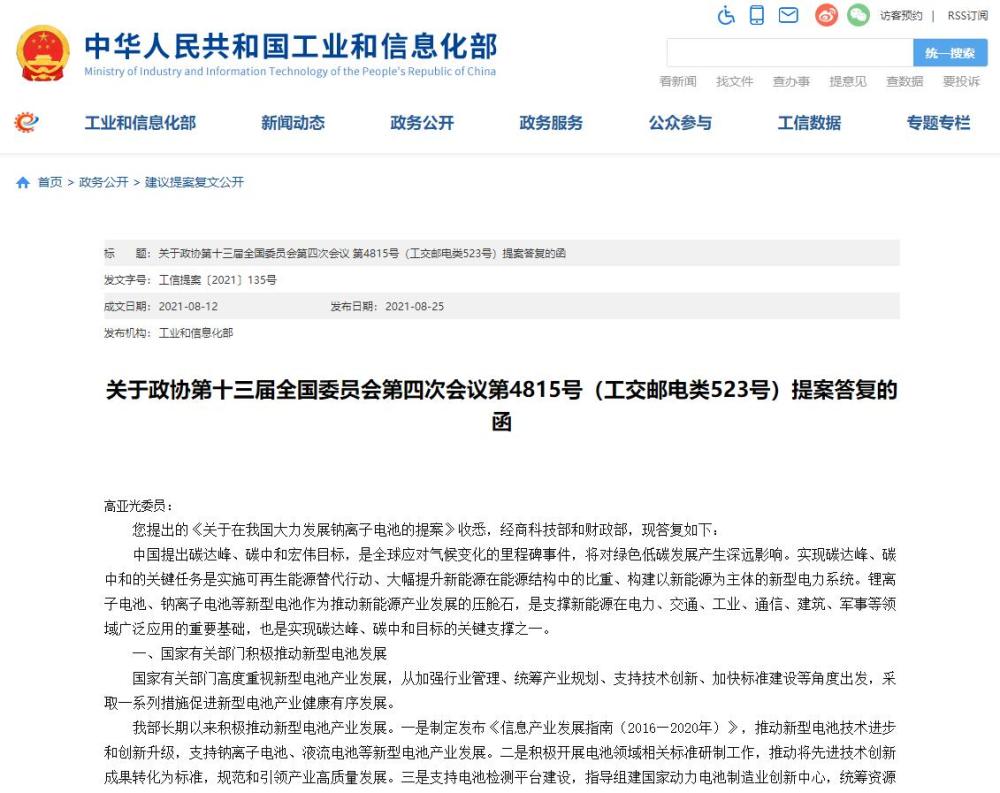 访客预约 | RSS订阅
中华人民共和国工业和信息化部
Ministry of Industry and Information Technology of the People's Republic of China
统一搜索
看新闻 找文件 查办事 提意见 查数据 要投诉
工业和信息化部 新闻动态 政务公开 政务服务 公众参与 工信数据 专题专栏
首页 > 政务公开 > 建议提案复文公开
标 题： 关于政协第十三届全国委员会第四次会议 第4815号（工交邮电类523号）提案答复的函
发文字号： 工信提案〔2021〕135号
成文日期： 2021-08-12 发布日期： 2021-08-25
发布机构： 工业和信息化部
关于政协第十三届全国委员会第四次会议第4815号（工交邮电类523号）提案答复的
函
高亚光委员：
您提出的《关于在我国大力发展钠离子电池的提案》收悉，经商科技部和财政部，现答复如下：
中国提出碳达峰、碳中和宏伟目标，是全球应对气候变化的里程碑事件，将对绿色低碳发展产生深远影响。实现碳达峰、碳
中和的关键任务是实施可再生能源替代行动、大幅提升新能源在能源结构中的比重、构建以新能源为主体的新型电力系统。锂离
子电池、钠离子电池等新型电池作为推动新能源产业发展的压舱石，是支撑新能源在电力、交通、工业、通信、建筑、军事等领
域广泛应用的重要基础，也是实现碳达峰、碳中和目标的关键支撑之一。
一、国家有关部门积极推动新型电池发展
国家有关部门高度重视新型电池产业发展，从加强行业管理、统筹产业规划、支持技术创新、加快标准建设等角度出发，采
取一系列措施促进新型电池产业健康有序发展。
我部长期以来积极推动新型电池产业发展。一是制定发布《信息产业发展指南（2016—2020年）》，推动新型电池技术进步
和创新升级，支持钠离子电池、液流电池等新型电池产业发展。二是积极开展电池领域相关标准研制工作，推动将先进技术创新
成果转化为标准，规范和引领产业高质量发展。三是支持电池检测平台建设，指导组建国家动力电池制造业创新中心，统筹资源